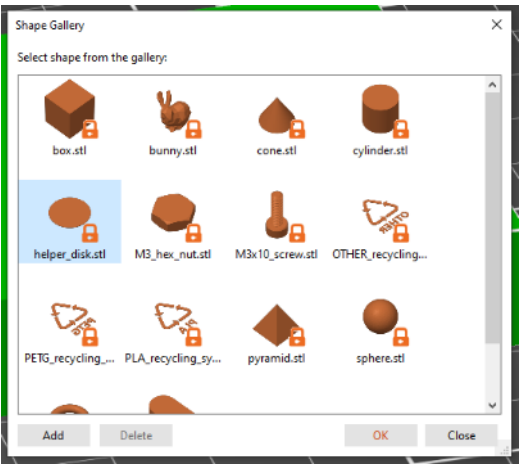 Shape Gallery
Select shape from the gallery:
box.stl bunny.stl cone.stl cylinder.stl
helper_disk.stl M3_hex_nut.stl M3x10_screw.stl OTHER_recycling...
PETG_recycling_... PLA_recycling_sy... pyramid.stl sphere.stl
Add Delete OK Close